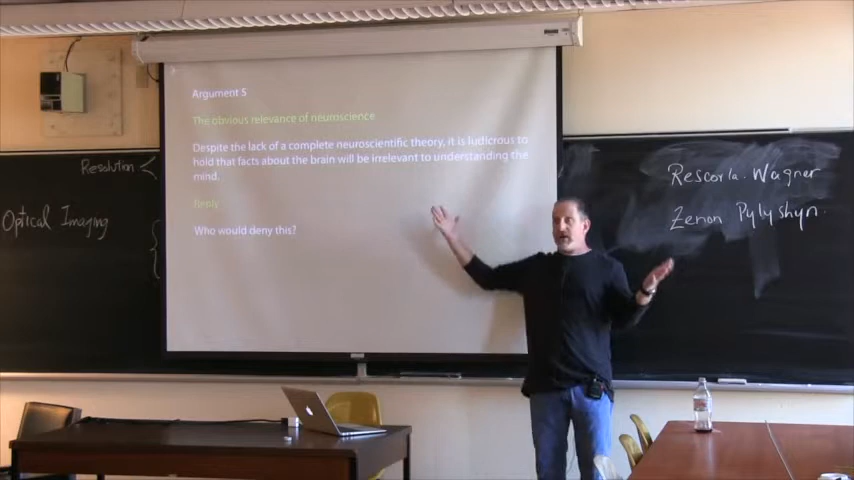 Argument 5
The obvious relevance of neuroscience
Despite the lack of a complete neuroscientific theory, it is ludicrous to
hold that facts about the brain will be irrelevant to understanding the
mind.
Reply
Who would deny this?
Resolution <
Optical Imaging {
Rescorla. Wagner
Zenon Pylyshyn.